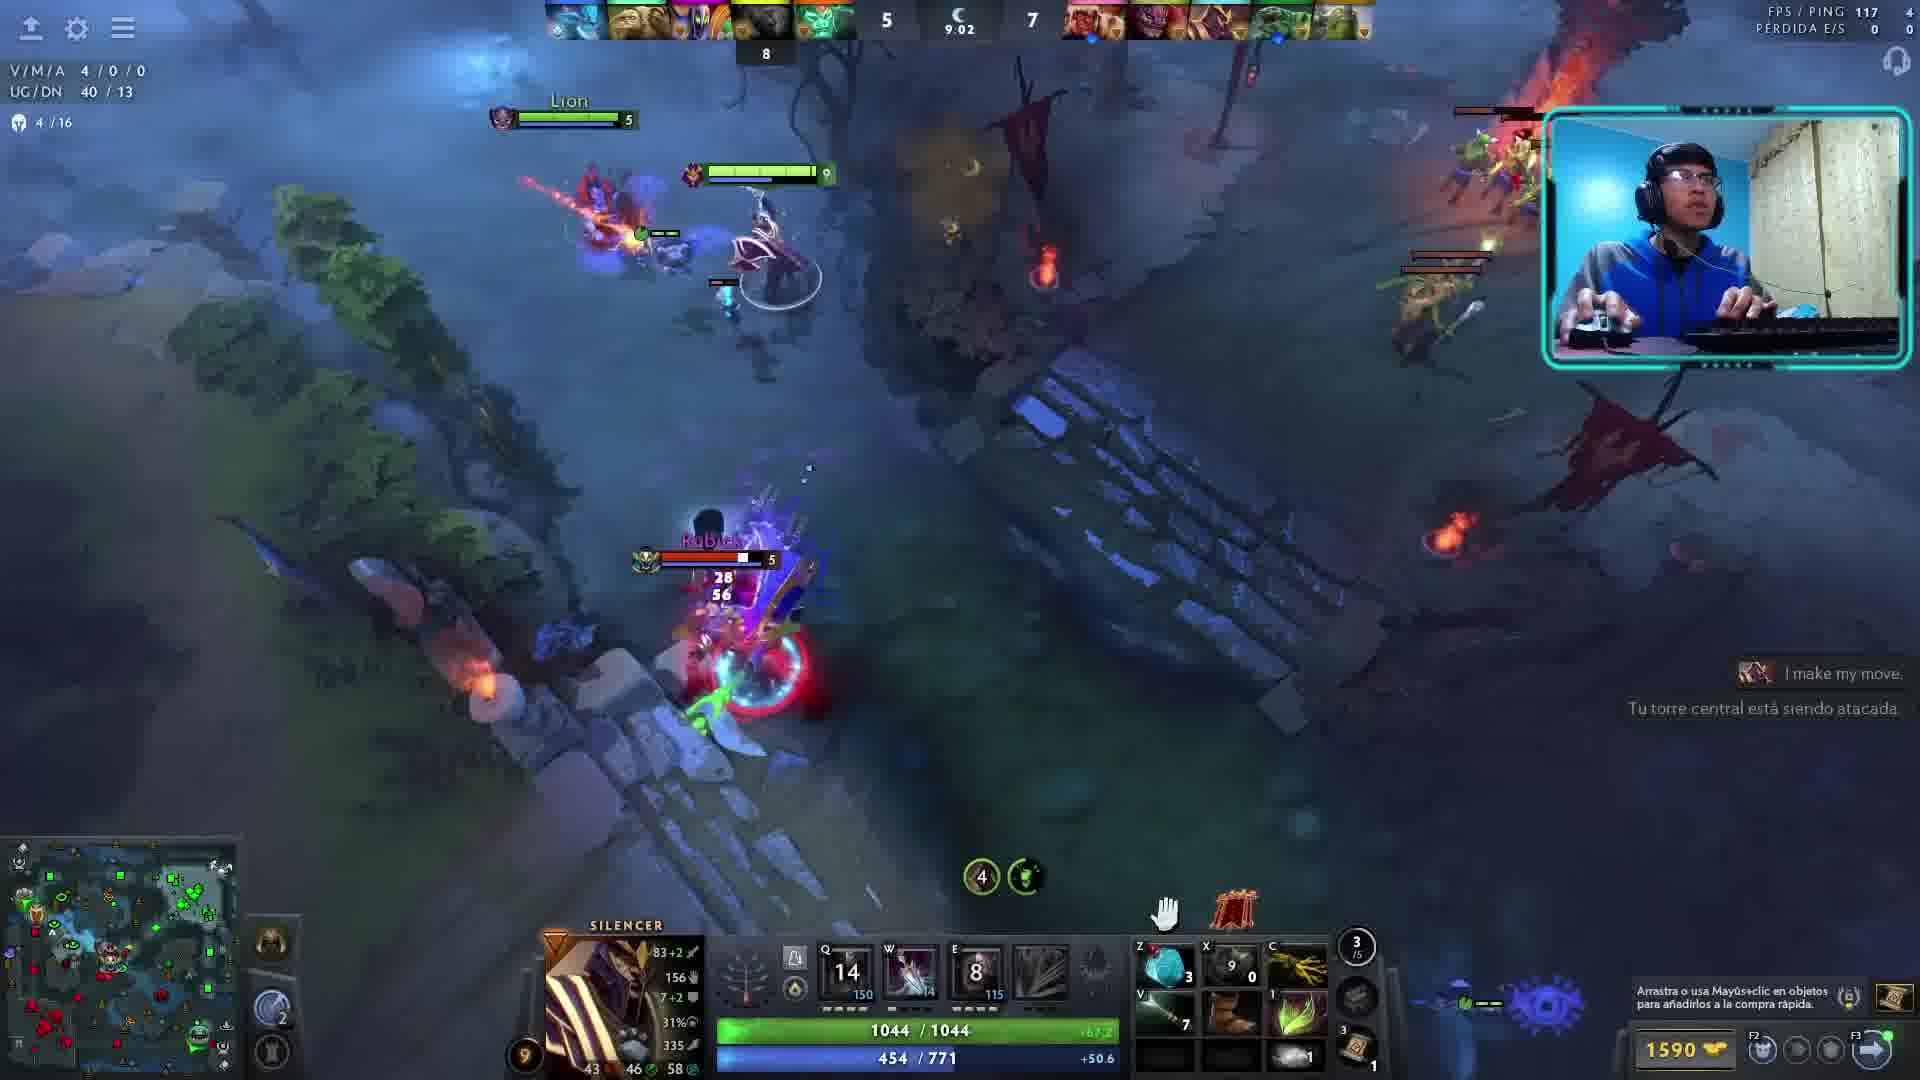 5
9:02
7
8
FPS / PING 117 4
PÉRDIDA E/S 0 0
V/M/A 4 / 0 / 0
UG/DN 40 / 13
4 /16
Lion
5
9
Rubick
5
28
56
I make my move.
Tu torre central está siendo atacada.
4
SILENCER
83 +2
156
7 +2
31%
335
43 46 58
9
Q 14 150
W 14
E 8 115
1044 / 1044 +67,2
454 / 771 +50.6
Z 3
X 9 0
C
V 7
1
1
3 /5
3
1
2
Arrastra o usa Mayús+clic en objetos
para añadirlos a la compra rápida.
1590
F2
F3